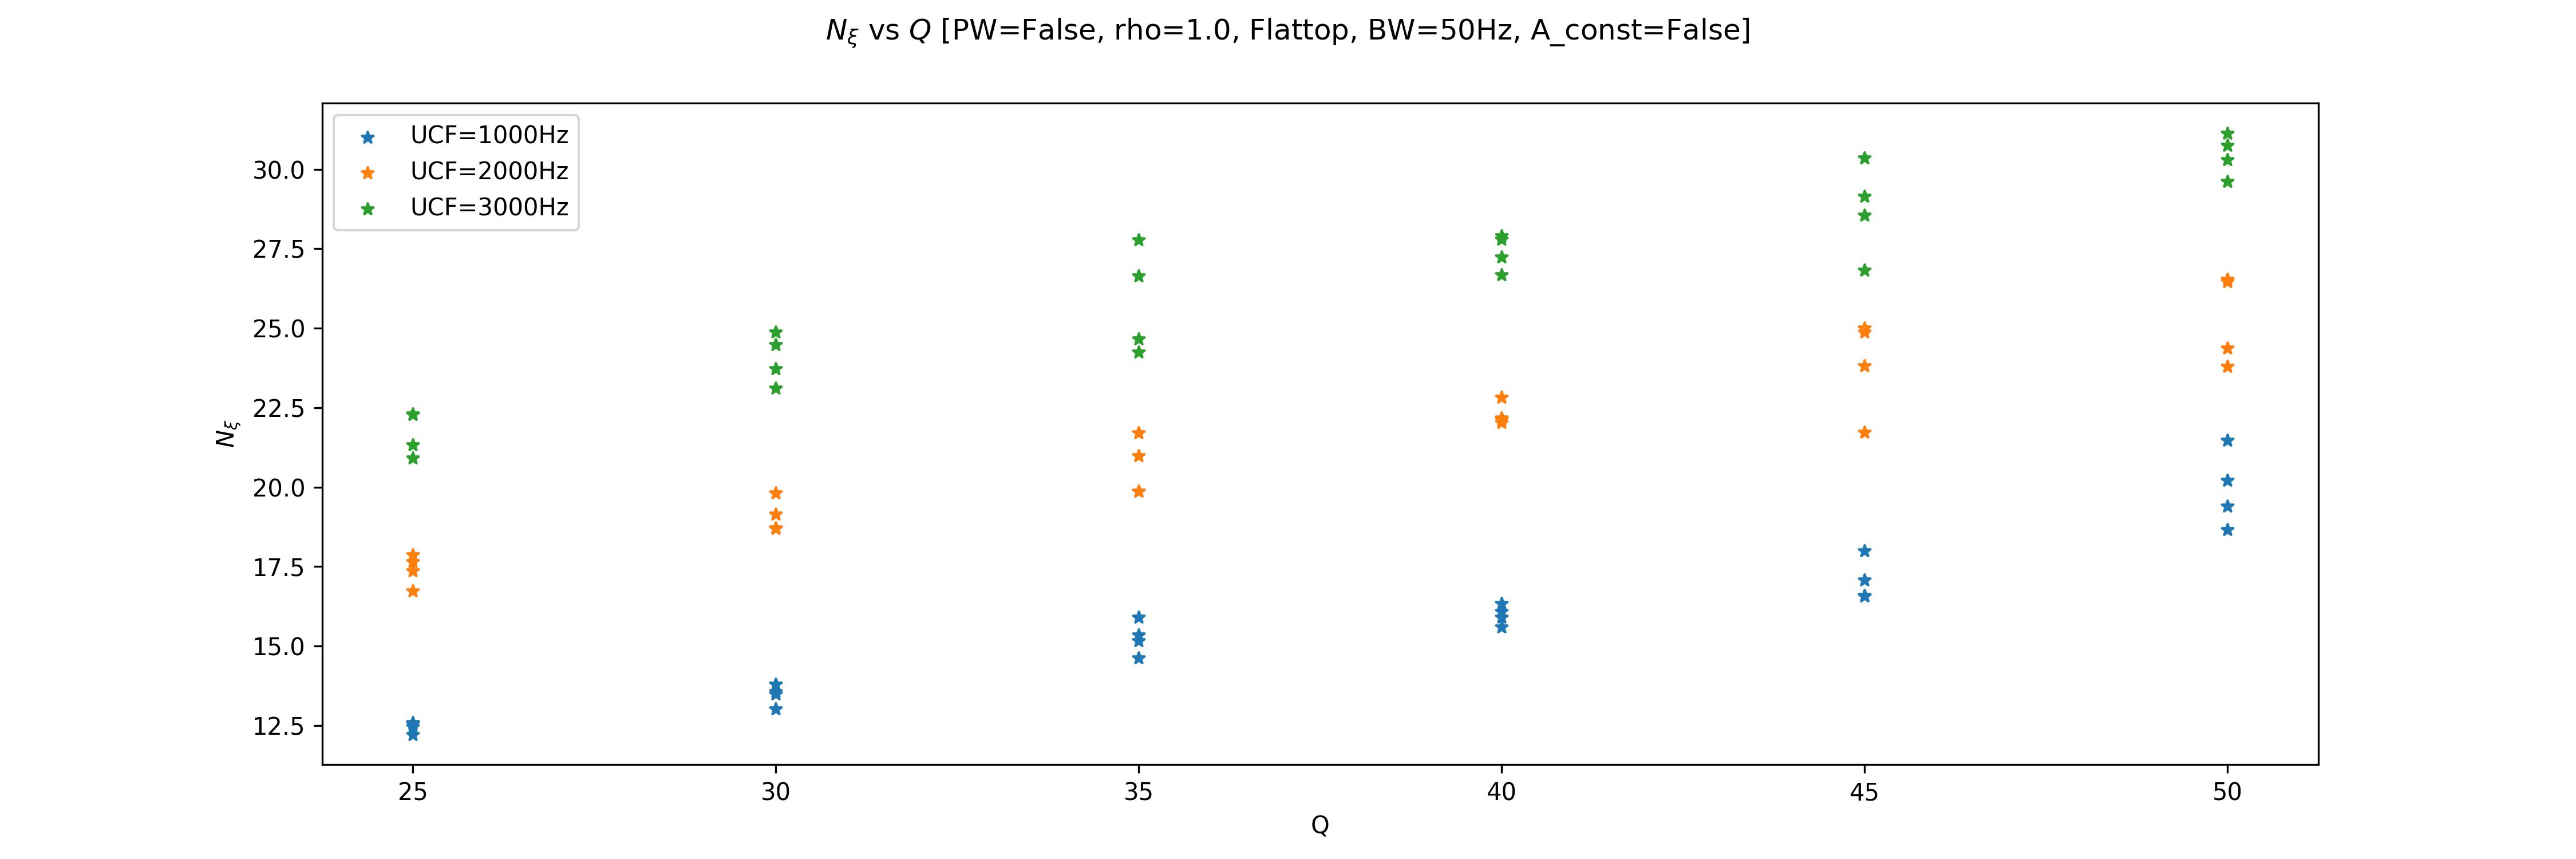 N_ξ vs Q [PW=False, rho=1.0, Flattop, BW=50Hz, A_const=False]
UCF=1000Hz
UCF=2000Hz
UCF=3000Hz
30.0
27.5
25.0
22.5
20.0
17.5
15.0
12.5
N_ξ
25 30 35 40 45 50
Q